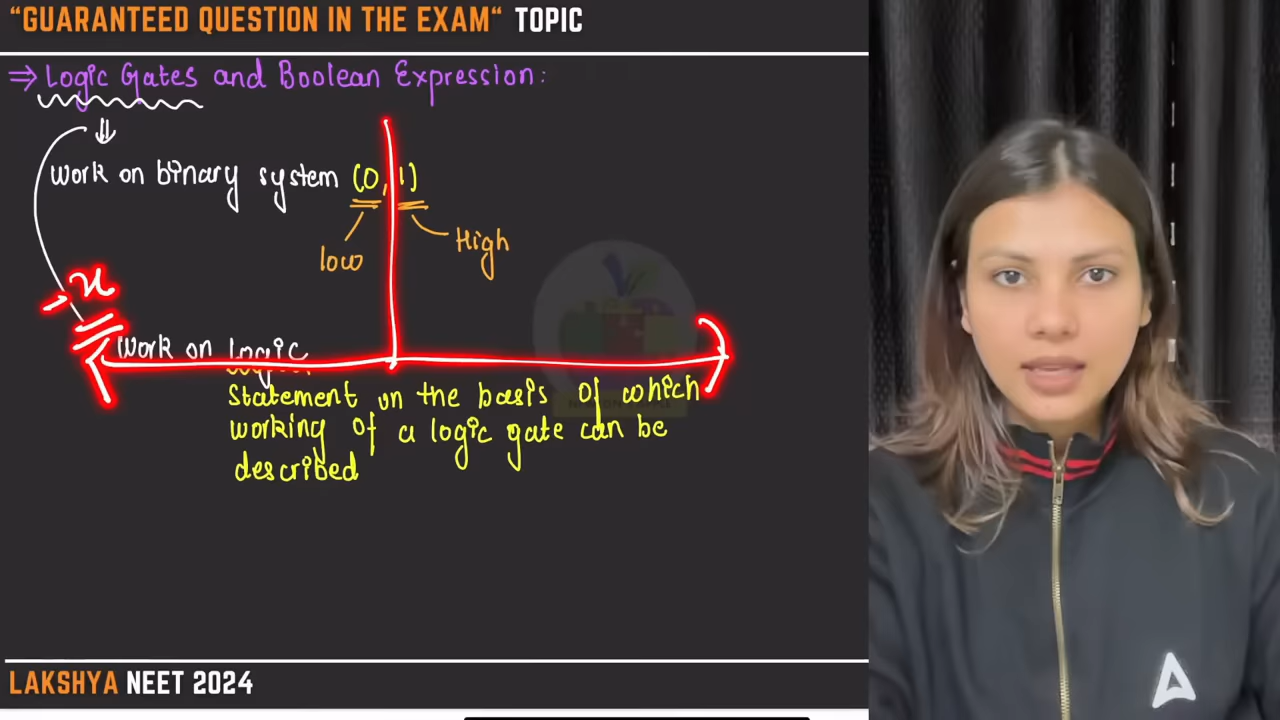 “GUARANTEED QUESTION IN THE EXAM“ TOPIC
⇒ Logic Gates and Boolean Expression:
⇓
Work on binary system (0, 1)
low
High
-x
Work on Logic
Statement on the basis of which
working of a logic gate can be
described
LAKSHYA NEET 2024